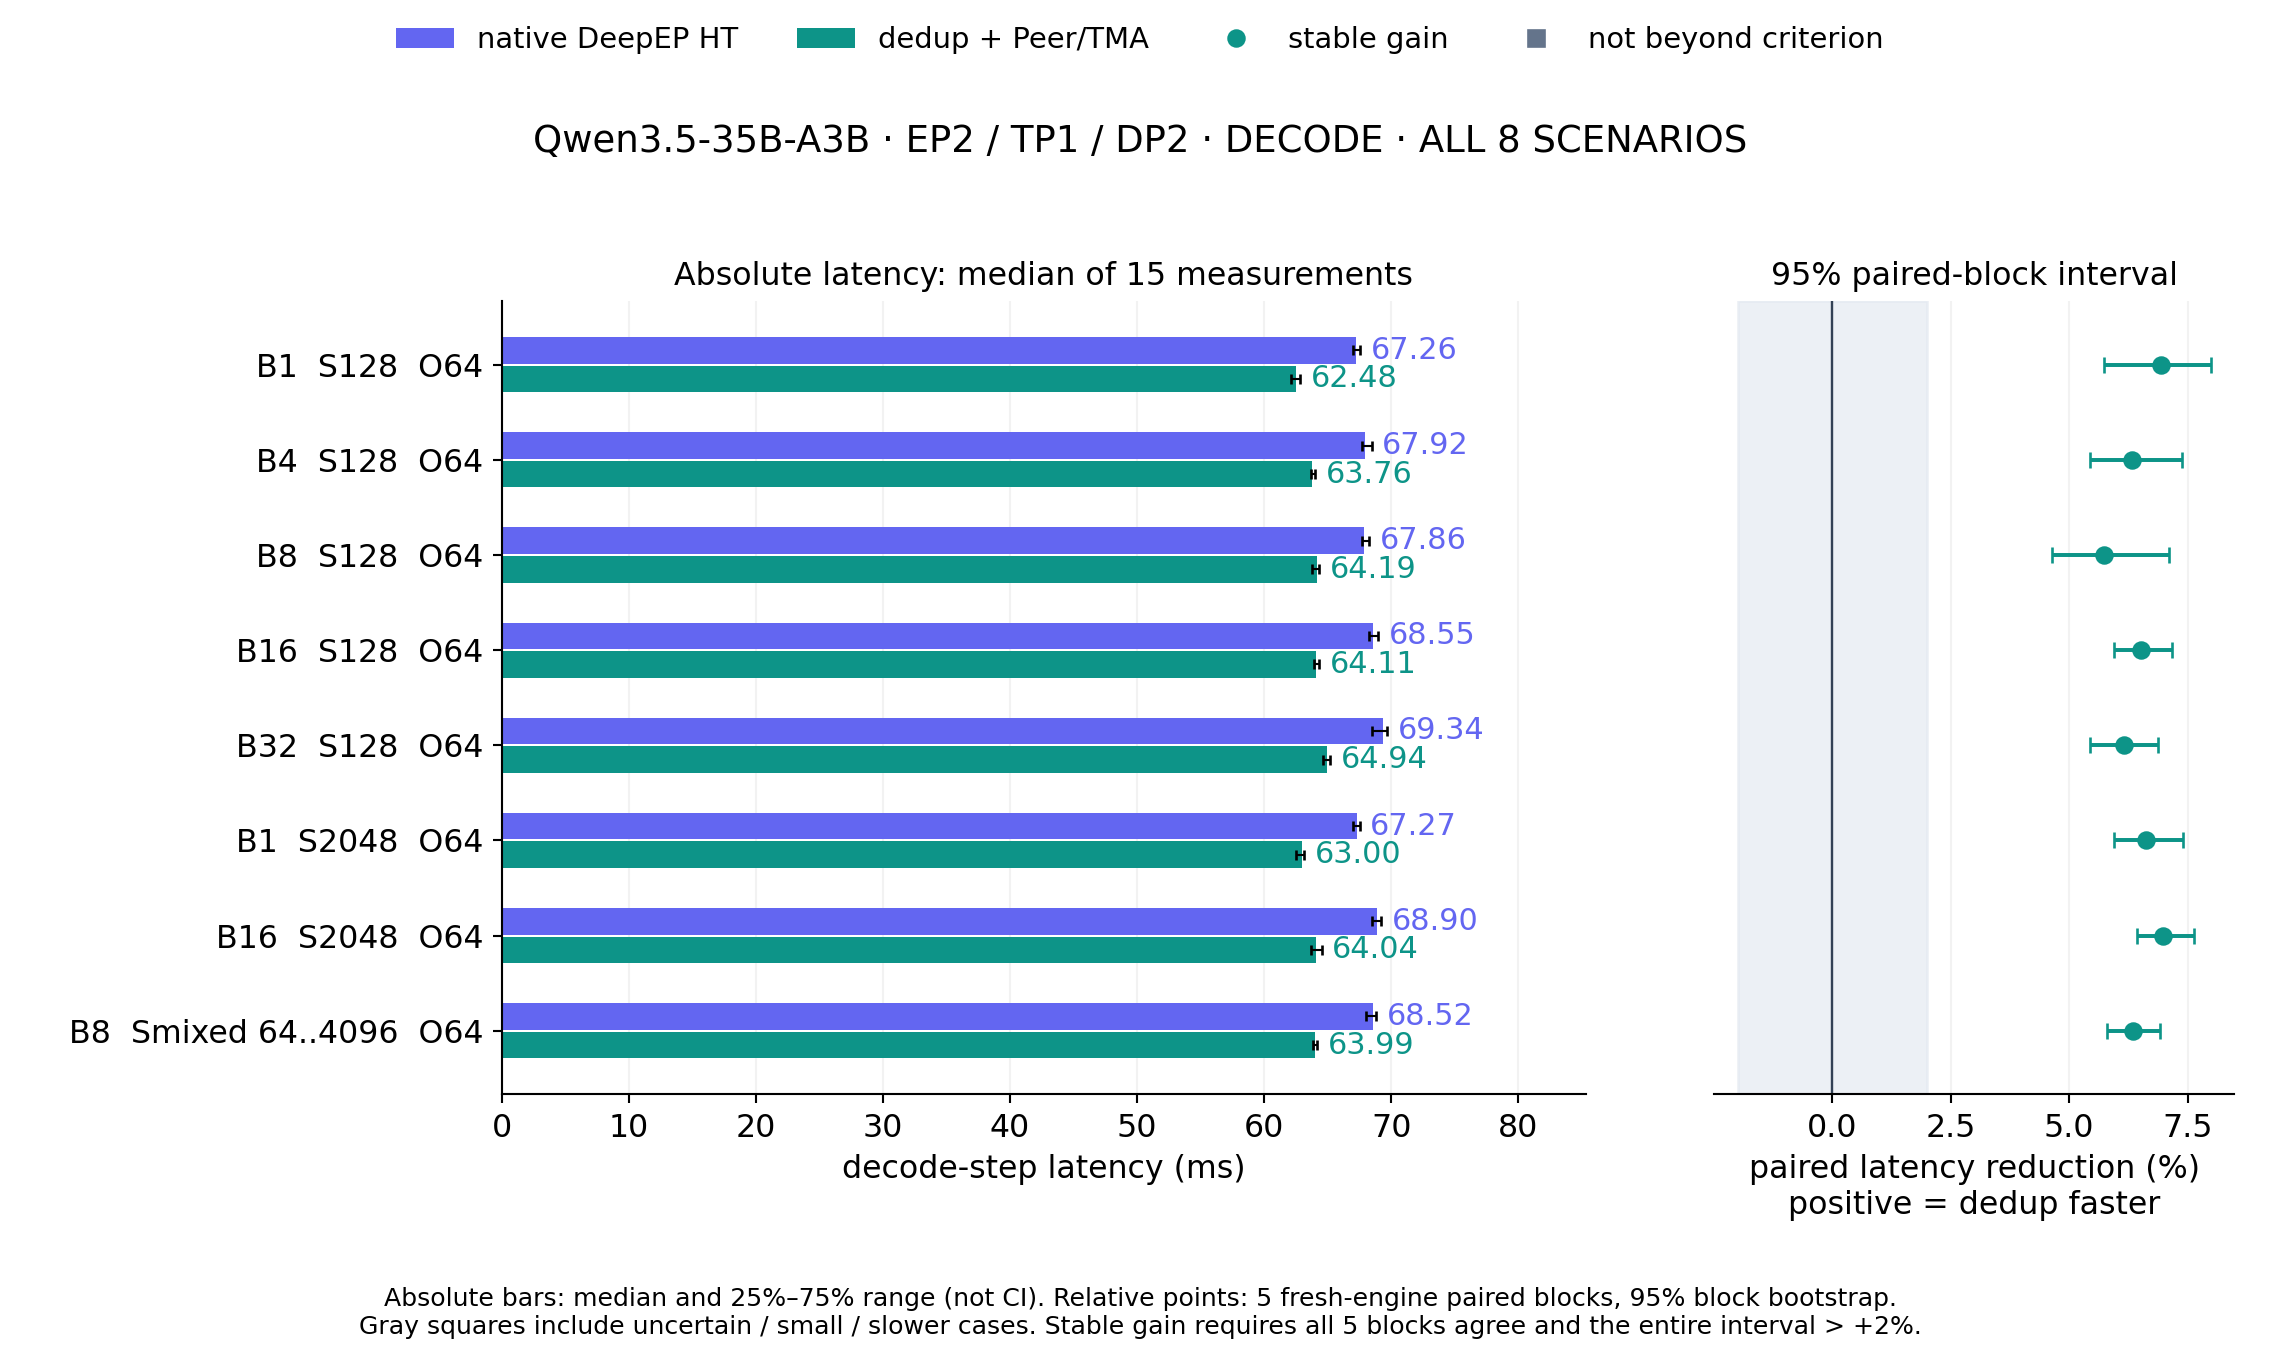 native DeepEP HT   dedup + Peer/TMA   stable gain   not beyond criterion
Qwen3.5-35B-A3B · EP2 / TP1 / DP2 · DECODE · ALL 8 SCENARIOS
Absolute latency: median of 15 measurements
B1  S128  O64
67.26
62.48
B4  S128  O64
67.92
63.76
B8  S128  O64
67.86
64.19
B16  S128  O64
68.55
64.11
B32  S128  O64
69.34
64.94
B1  S2048  O64
67.27
63.00
B16  S2048  O64
68.90
64.04
B8  Smixed 64..4096  O64
68.52
63.99
0 10 20 30 40 50 60 70 80
decode-step latency (ms)
95% paired-block interval
0.0 2.5 5.0 7.5
paired latency reduction (%)
positive = dedup faster
Absolute bars: median and 25%–75% range (not CI). Relative points: 5 fresh-engine paired blocks, 95% block bootstrap.
Gray squares include uncertain / small / slower cases. Stable gain requires all 5 blocks agree and the entire interval > +2%.